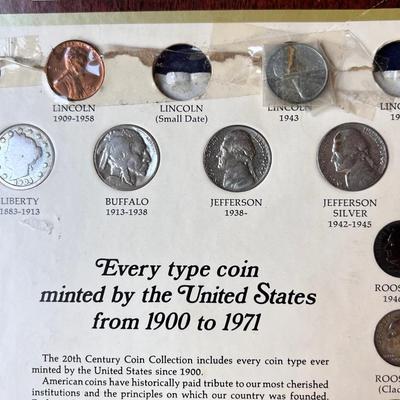 LINCOLN LINCOLN LINCOLN
1909-1958 (Small Date) 1943
LIBERTY BUFFALO JEFFERSON JEFFERSON
1883-1913 1913-1938 1938- SILVER
1942-1945
Every type coin
minted by the United States
from 1900 to 1971
1946
(Clad
The 20th Century Coin Collection includes every coin type ever
minted by the United States since 1900.
American coins have historically paid tribute to our most cherished
institutions and the principles on which our country was founded.